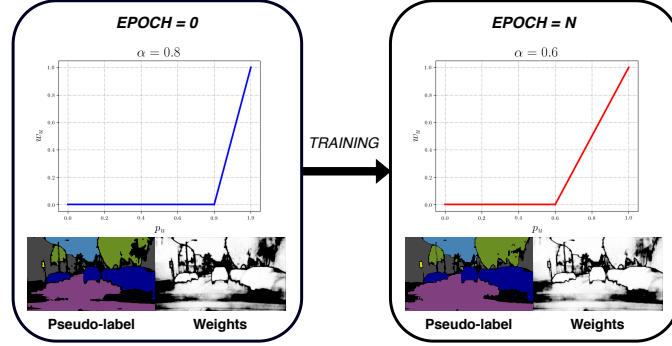 EPOCH = 0
α = 0.8
1.0
0.8
0.6
0.4
0.2
0.0
w_u
0.0 0.2 0.4 0.6 0.8 1.0
p_u
Pseudo-label Weights
TRAINING
EPOCH = N
α = 0.6
1.0
0.8
0.6
0.4
0.2
0.0
w_u
0.0 0.2 0.4 0.6 0.8 1.0
p_u
Pseudo-label Weights